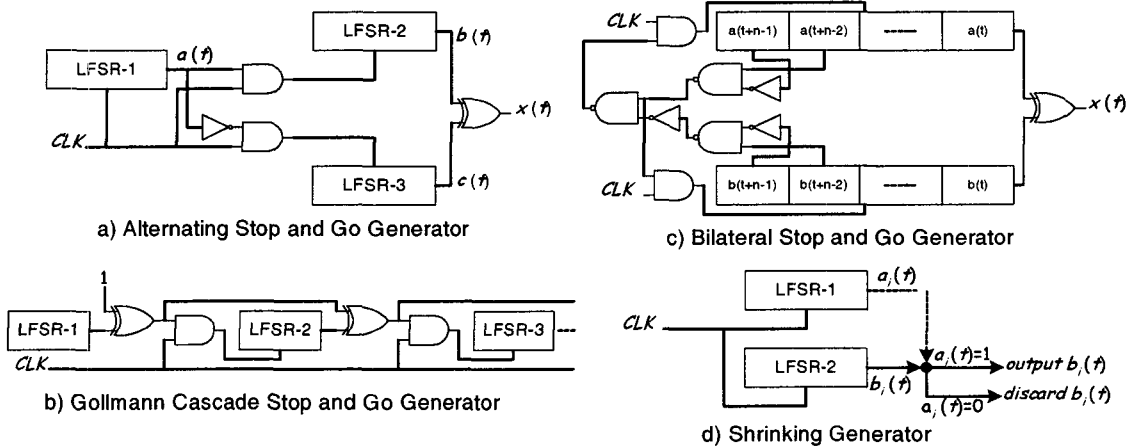 LFSR-1
a(t)
LFSR-2
b(t)
x(t)
CLK
LFSR-3
c(t)
a) Alternating Stop and Go Generator
CLK
a(t+n-1) a(t+n-2) a(t)
x(t)
CLK
b(t+n-1) b(t+n-2) b(t)
c) Bilateral Stop and Go Generator
1
LFSR-1
LFSR-2
LFSR-3
CLK
b) Gollmann Cascade Stop and Go Generator
LFSR-1
a_i(t)
CLK
LFSR-2
b_i(t)
a_i(t)=1
output b_i(t)
a_i(t)=0
discard b_i(t)
d) Shrinking Generator